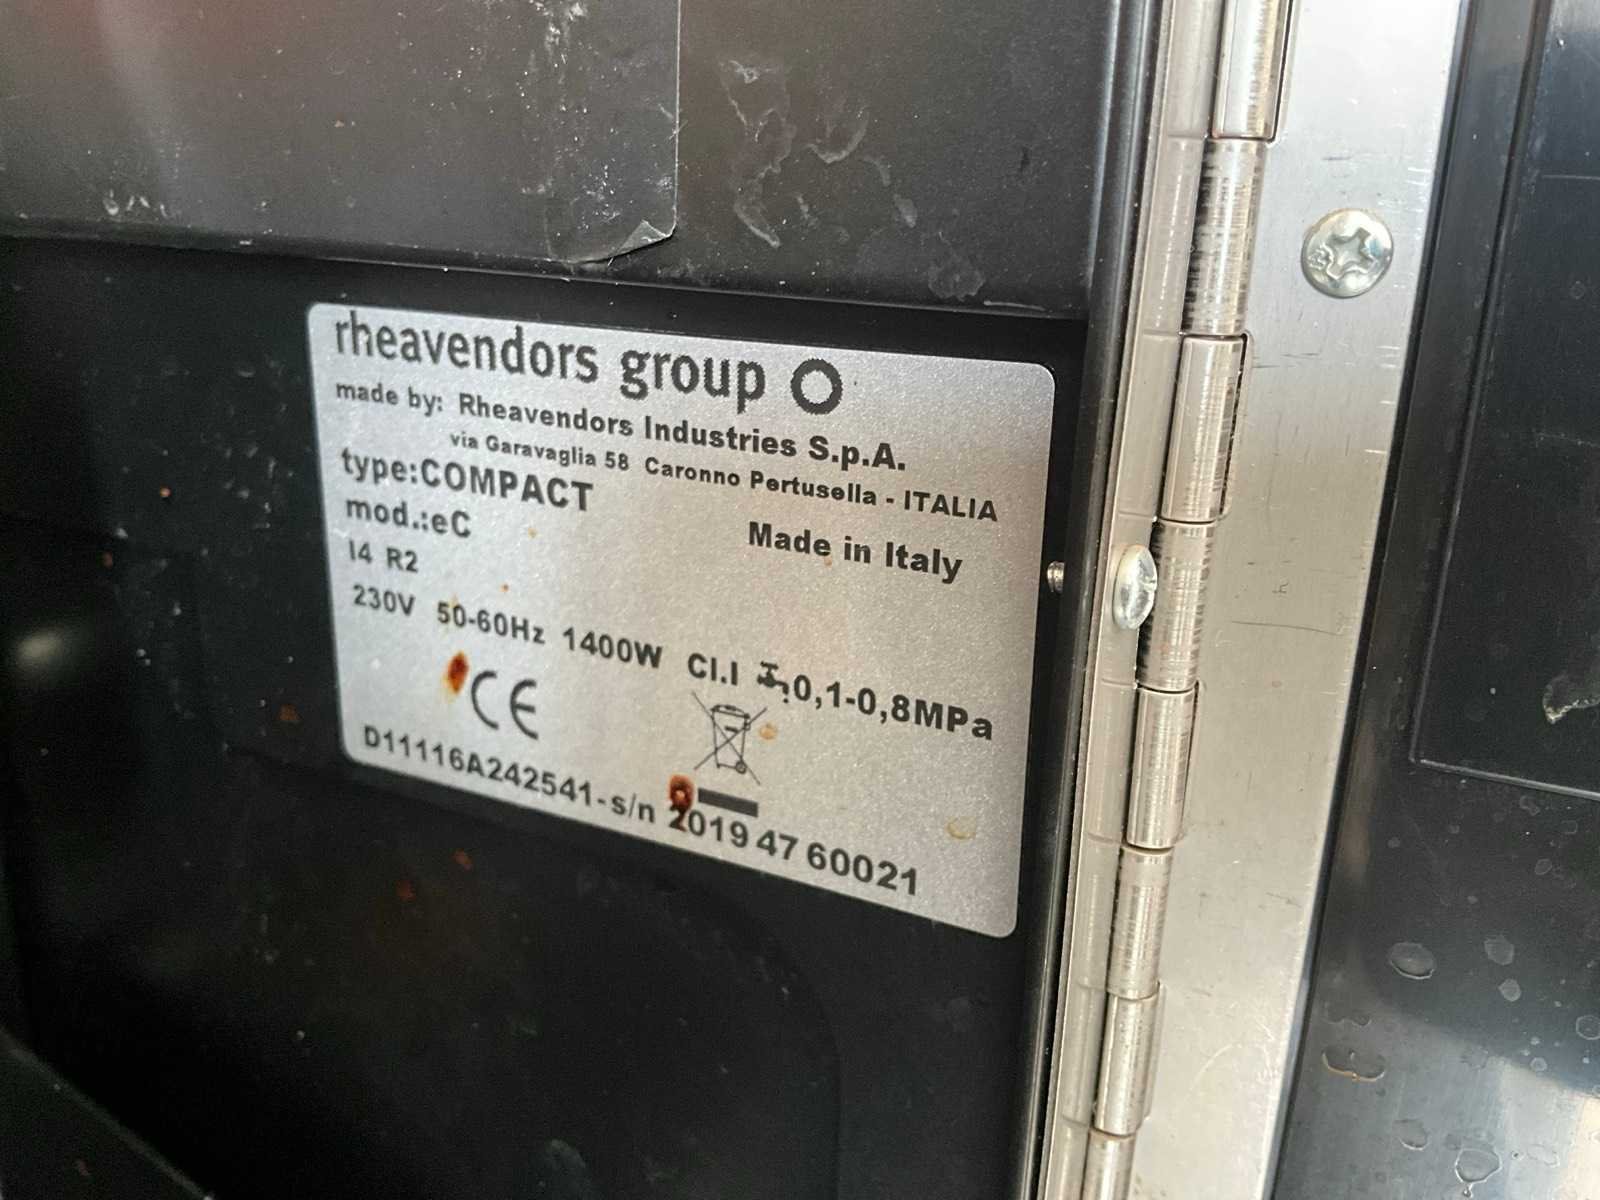 rheavendors group
made by: Rheavendors Industries S.p.A.
via Garavaglia 58 Caronno Pertusella - ITALIA
type:COMPACT
mod.:eC
Made in Italy
I4 R2
230V 50-60Hz 1400W Cl.I 0,1-0,8MPa
CE
D11116A242541-s/n 2019 47 60021